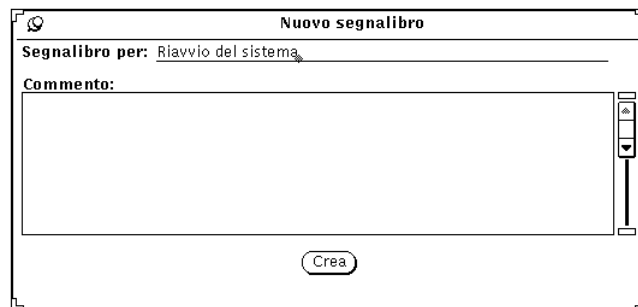 Nuovo segnalibro
Segnalibro per: Riavvio del sistema
Commento:
Crea